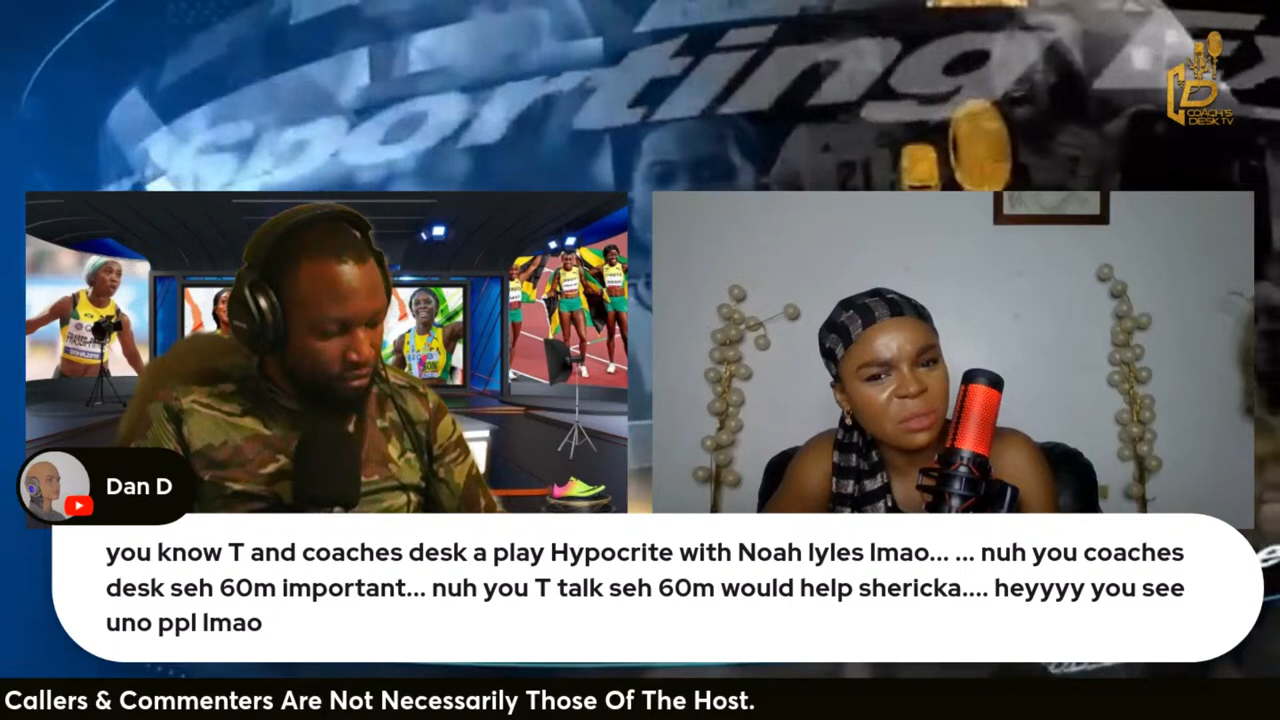 Sporting Ex
COACH'S
DESK TV
Dan D
you know T and coaches desk a play Hypocrite with Noah lyles lmao... ... nuh you coaches
desk seh 60m important... nuh you T talk seh 60m would help shericka.... heyyyy you see
uno ppl lmao
Callers & Commenters Are Not Necessarily Those Of The Host.